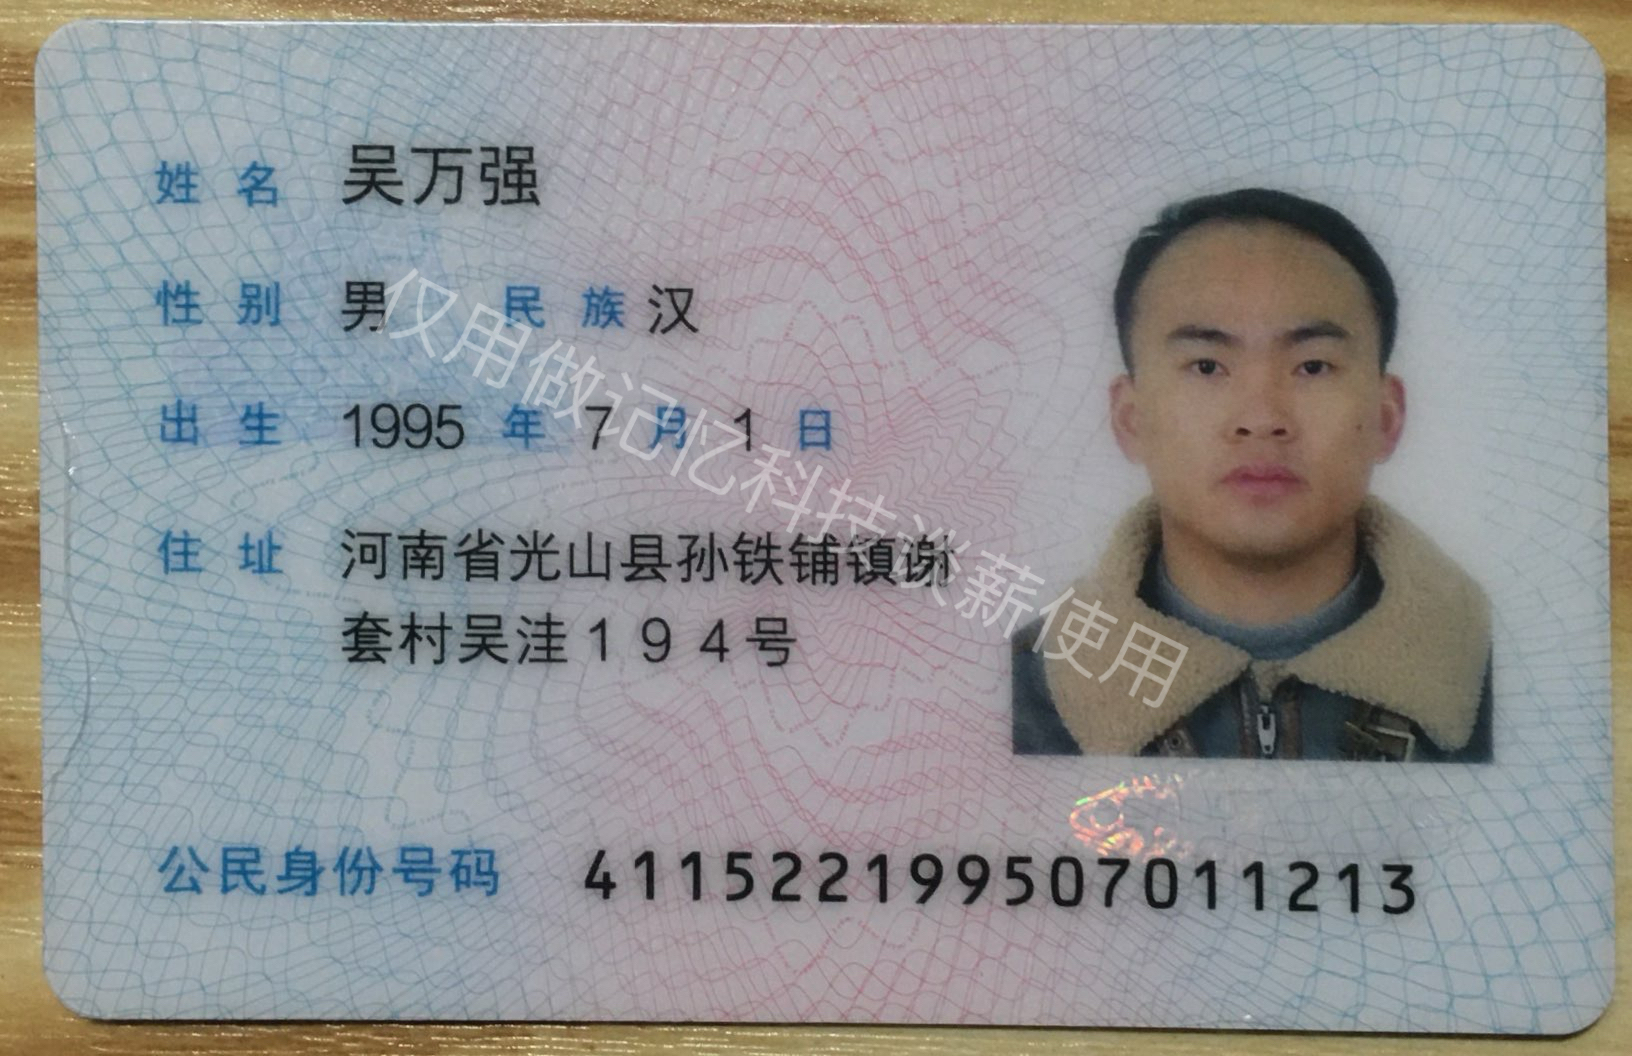 姓名 吴万强
性别 男 民族 汉
出生 1995 年 7 月 1 日
住址 河南省光山县孙铁铺镇谢
套村吴洼194号
公民身份号码 411522199507011213
仅用做记忆科技谈薪使用